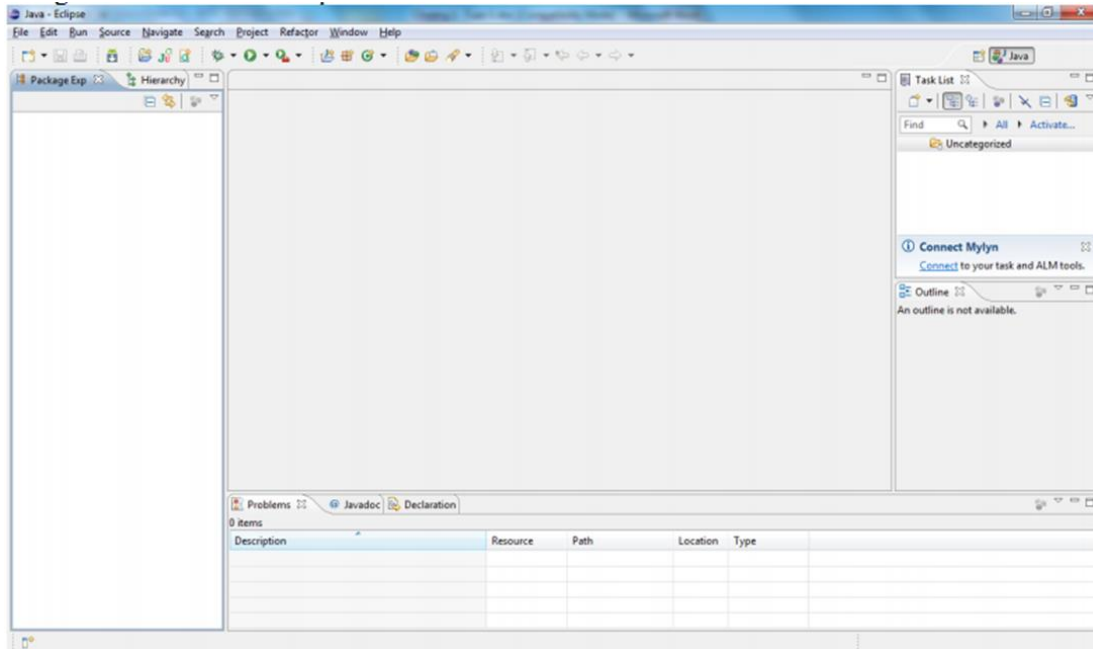 Java - Eclipse
File Edit Run Source Navigate Search Project Refactor Window Help
Java
Package Exp
Hierarchy
Task List
Find
All
Activate...
Uncategorized
Connect Mylyn
Connect to your task and ALM tools.
Outline
An outline is not available.
Problems
@ Javadoc
Declaration
0 items
Description Resource Path Location Type